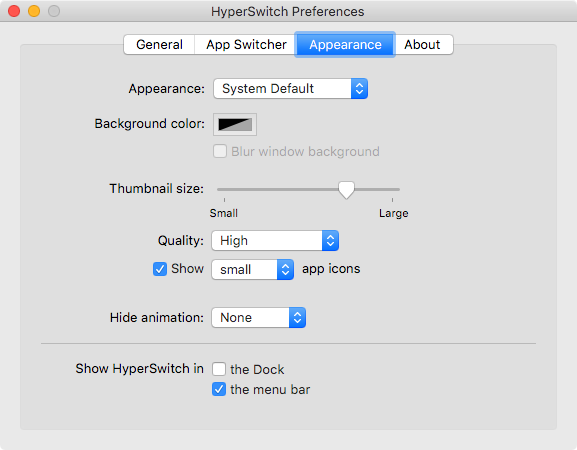 HyperSwitch Preferences
General App Switcher Appearance About
Appearance: System Default
Background color:
Blur window background
Thumbnail size:
Small Large
Quality: High
Show small app icons
Hide animation: None
Show HyperSwitch in the Dock
the menu bar